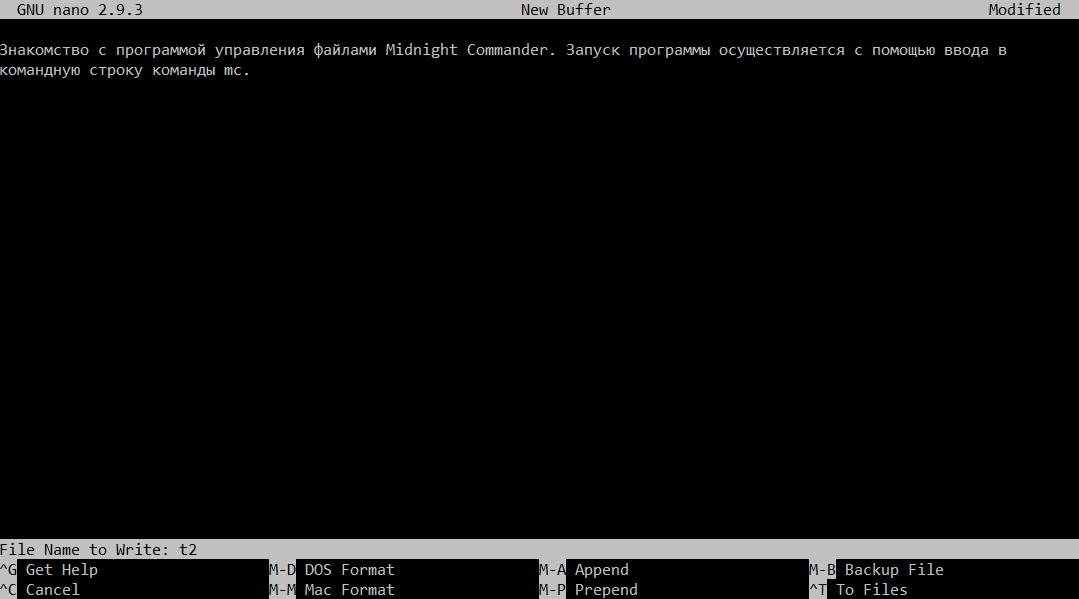 GNU nano 2.9.3 New Buffer Modified
Знакомство с программой управления файлами Midnight Commander. Запуск программы осуществляется с помощью ввода в
командную строку команды mc.
File Name to Write: t2
^G Get Help M-D DOS Format M-A Append M-B Backup File
^C Cancel M-M Mac Format M-P Prepend ^T To Files